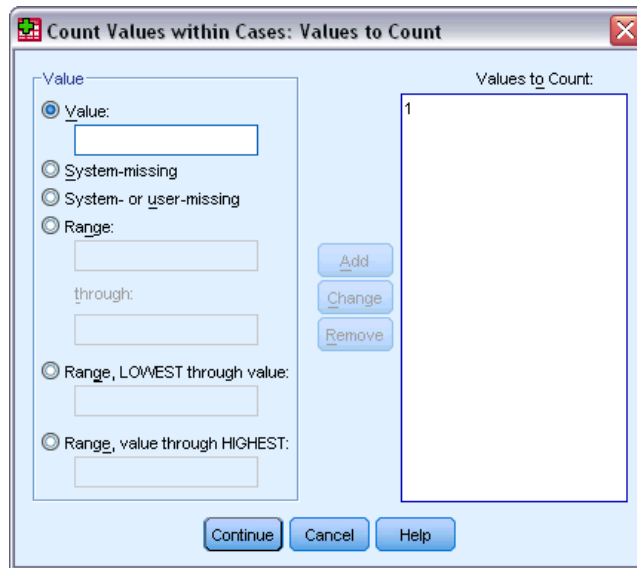 Count Values within Cases: Values to Count
Value
Value:
System-missing
System- or user-missing
Range:
through:
Range, LOWEST through value:
Range, value through HIGHEST:
Add
Change
Remove
Values to Count:
1
Continue
Cancel
Help